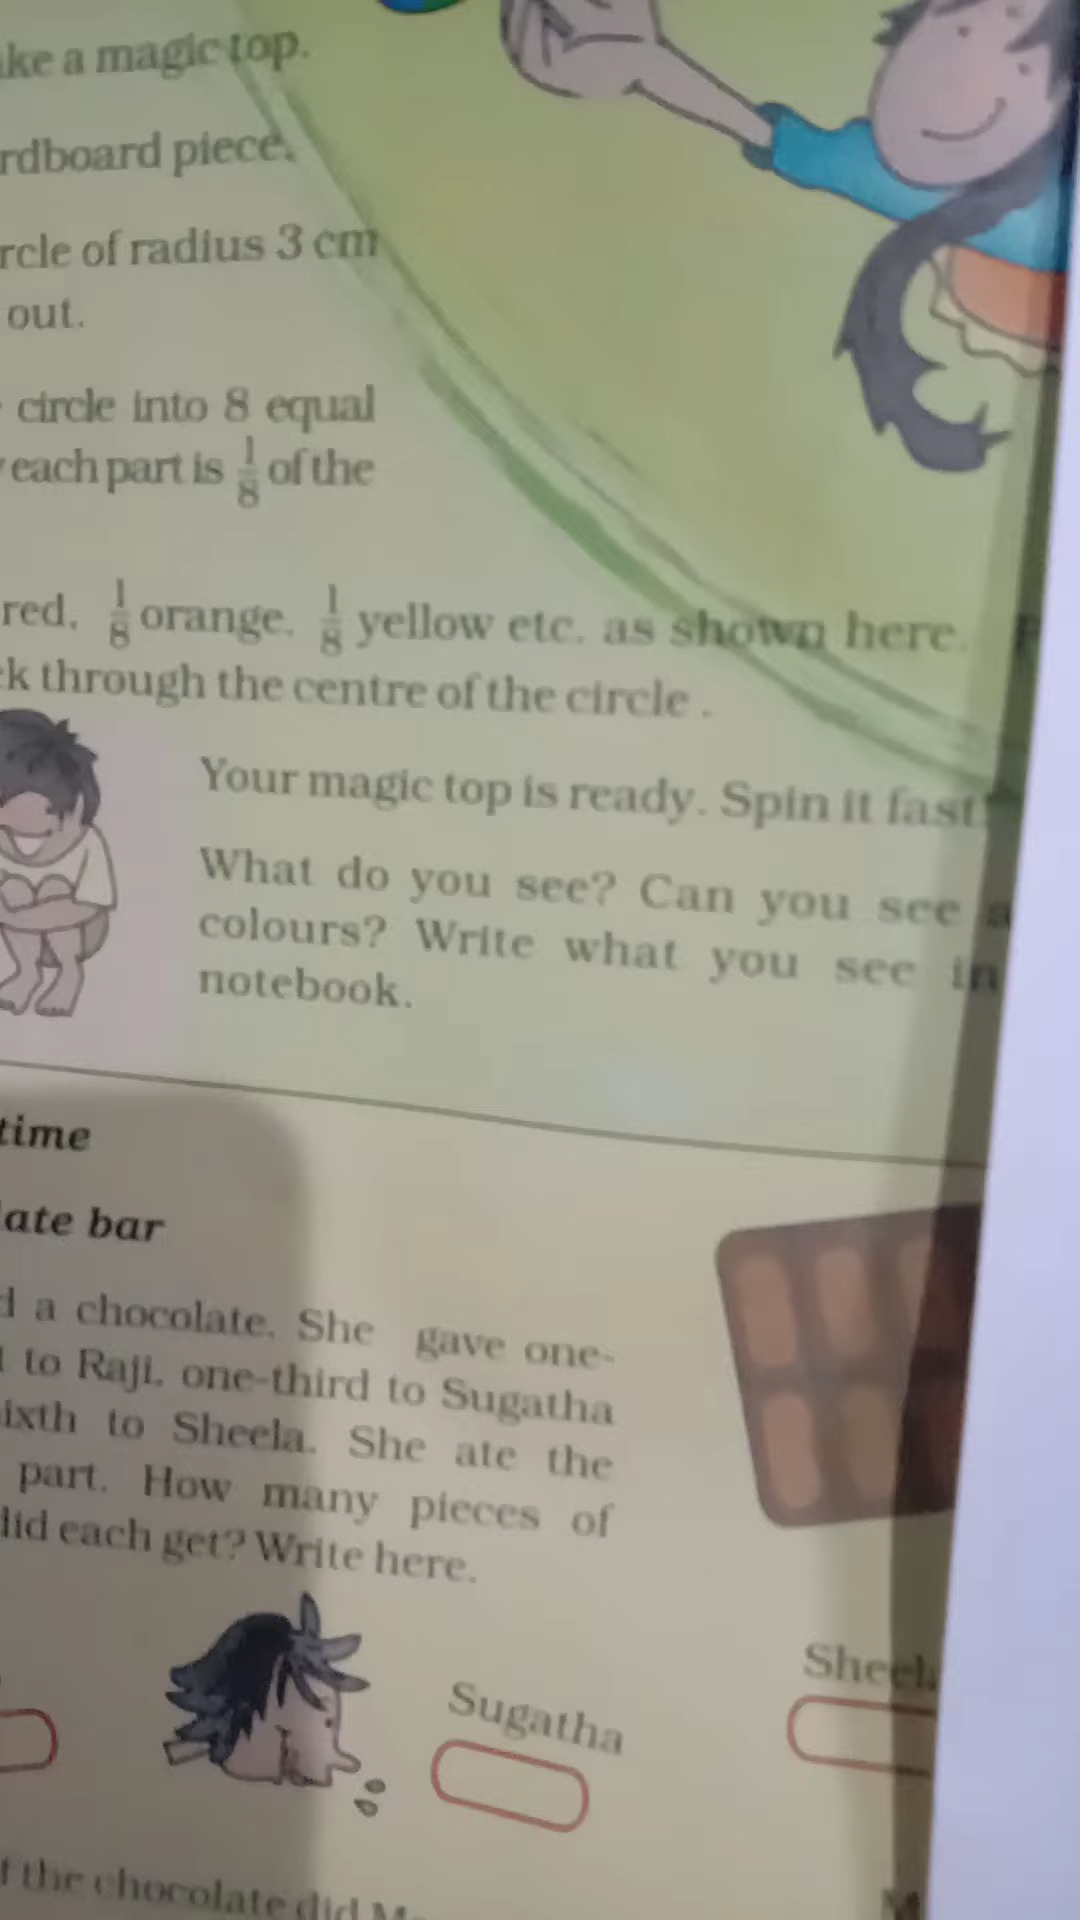 ke a magic top.
rdboard piece.
rcle of radius 3 cm
out.
circle into 8 equal
each part is 1/8 of the
red, 1/8 orange, 1/8 yellow etc. as shown here.
k through the centre of the circle .
Your magic top is ready. Spin it fast
What do you see? Can you see a
colours? Write what you see in
notebook.
time
ate bar
d a chocolate. She gave one-
to Raji, one-third to Sugatha
ixth to Sheela. She ate the
part. How many pieces of
did each get? Write here.
Sugatha
Sheela
the chocolate did M